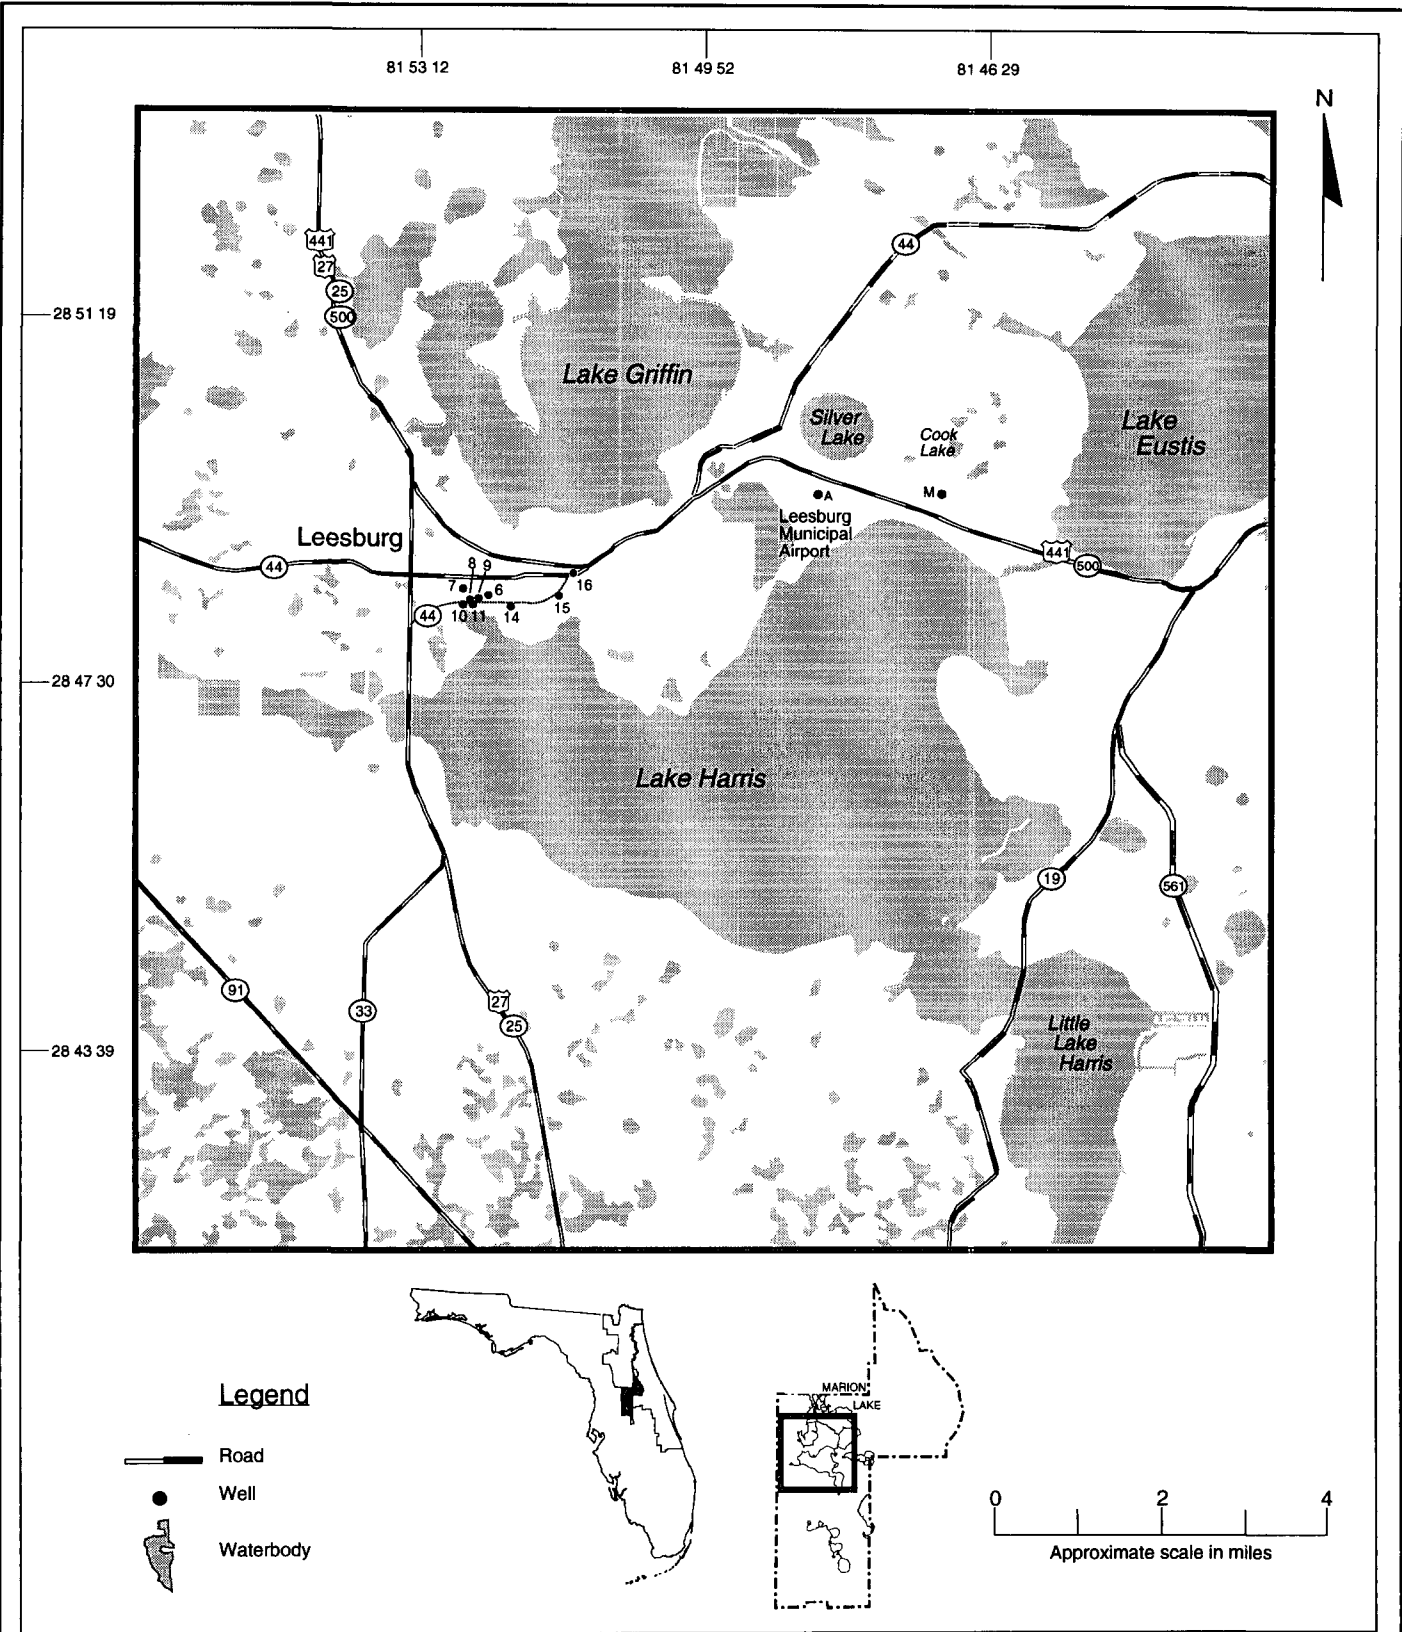 81 53 12
81 49 52
81 46 29
N
441
27
25
500
44
28 51 19
Lake Griffin
Silver
Lake
Cook
Lake
Lake
Eustis
A
M
Leesburg
Municipal
Airport
Leesburg
441
500
44
8
9
7
6
16
10
11
14
15
44
28 47 30
Lake Harris
19
561
91
33
27
25
Little
Lake
Harris
28 43 39
Legend
Road
Well
Waterbody
MARION
LAKE
0
2
4
Approximate scale in miles